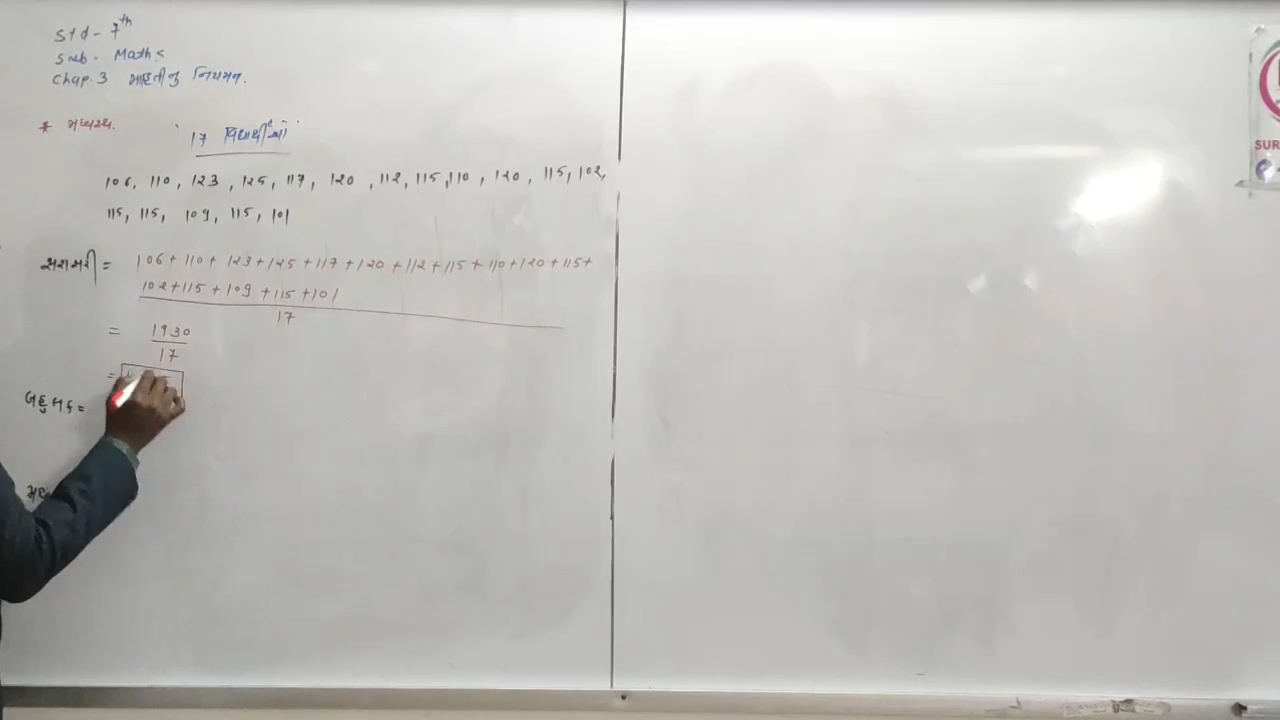 Std - 7th
Sub - Maths
Chap. 3 માહિતીનું નિયમન.
* મધ્યસ્થ.
17 વિદ્યાર્થીઓ
106, 110, 123, 125, 117, 120, 112, 115, 110, 120, 115, 102,
115, 115, 109, 115, 101
સરાસરી = 106 + 110 + 123 + 125 + 117 + 120 + 112 + 115 + 110 + 120 + 115 +
102 + 115 + 109 + 115 + 101
17
= 1930
17
=
બહુલક =
SUR